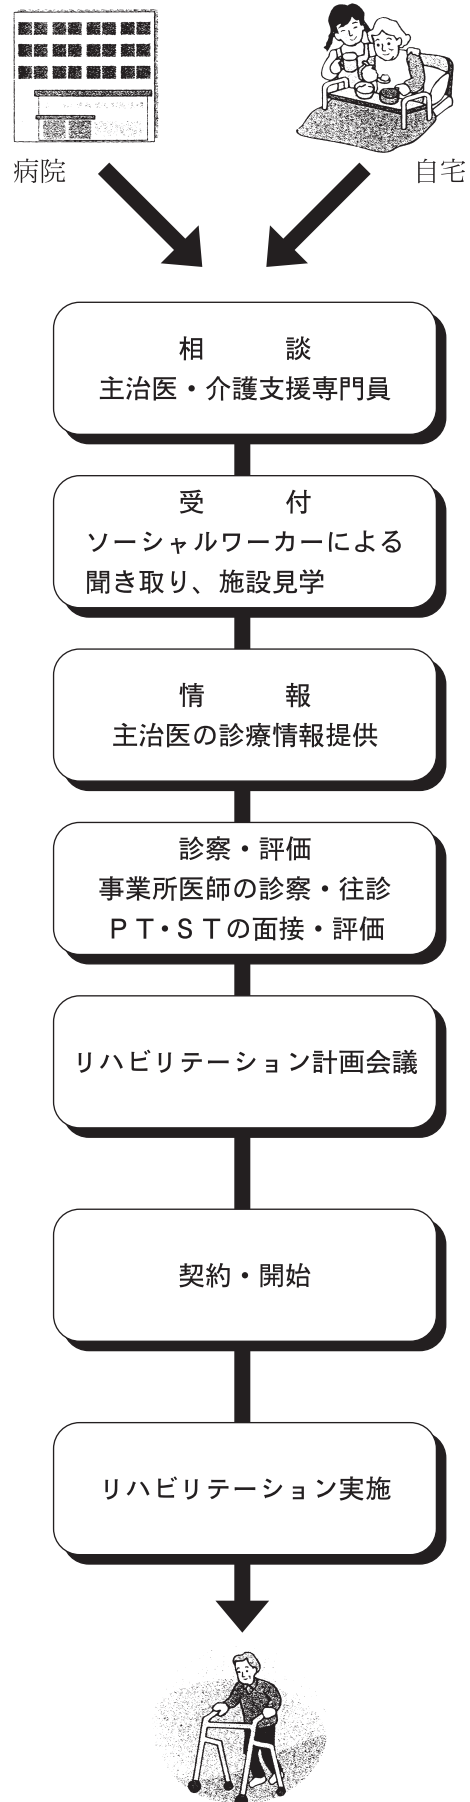 病院
自宅
相　　談
主治医・介護支援専門員
受　　付
ソーシャルワーカーによる
聞き取り、施設見学
情　　報
主治医の診療情報提供
診察・評価
事業所医師の診察・往診
ＰＴ・ＳＴの面接・評価
リハビリテーション計画会議
契約・開始
リハビリテーション実施